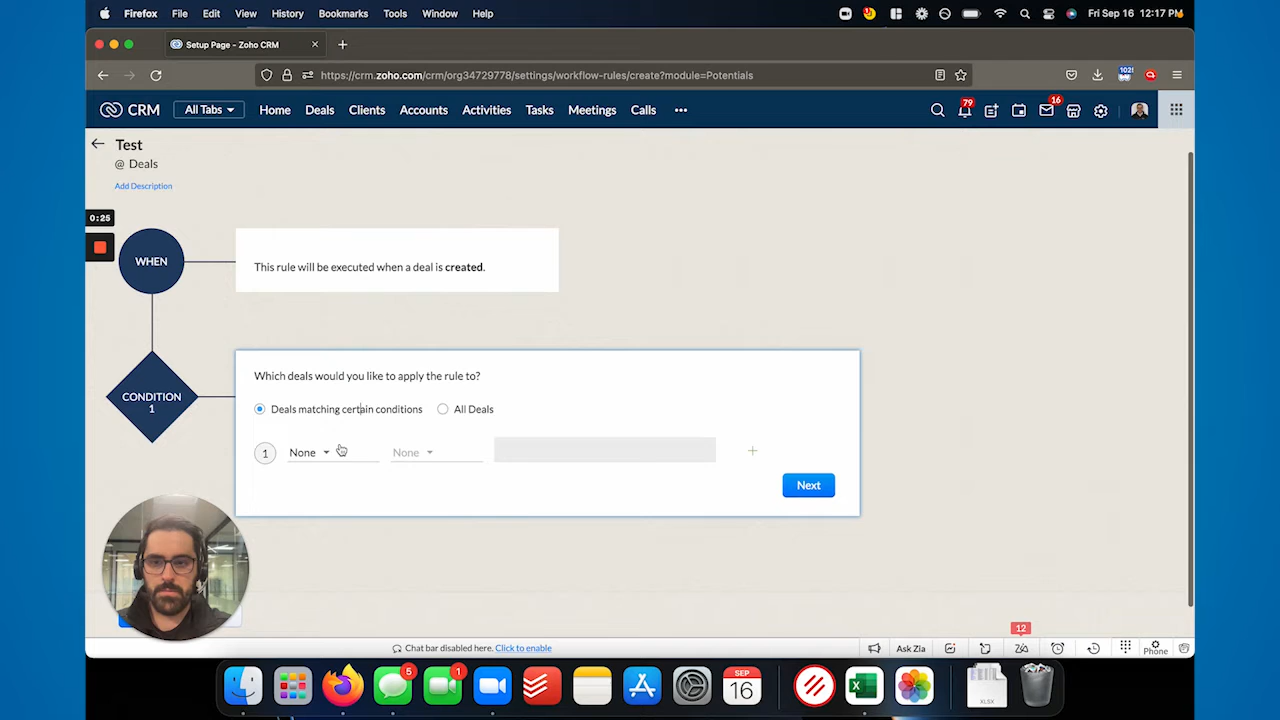 Firefox File Edit View History Bookmarks Tools Window Help Fri Sep 16 12:17 PM
Setup Page - Zoho CRM
https://crm.zoho.com/crm/org34729778/settings/workflow-rules/create?module=Potentials
102!
CRM All Tabs Home Deals Clients Accounts Activities Tasks Meetings Calls 79 16
Test
@ Deals
Add Description
0:25
WHEN
This rule will be executed when a deal is created.
CONDITION
1
Which deals would you like to apply the rule to?
Deals matching certain conditions All Deals
1 None None
Next
12
Chat bar disabled here. Click to enable
Ask Zia
Phone
5 1
SEP
16
XLSX